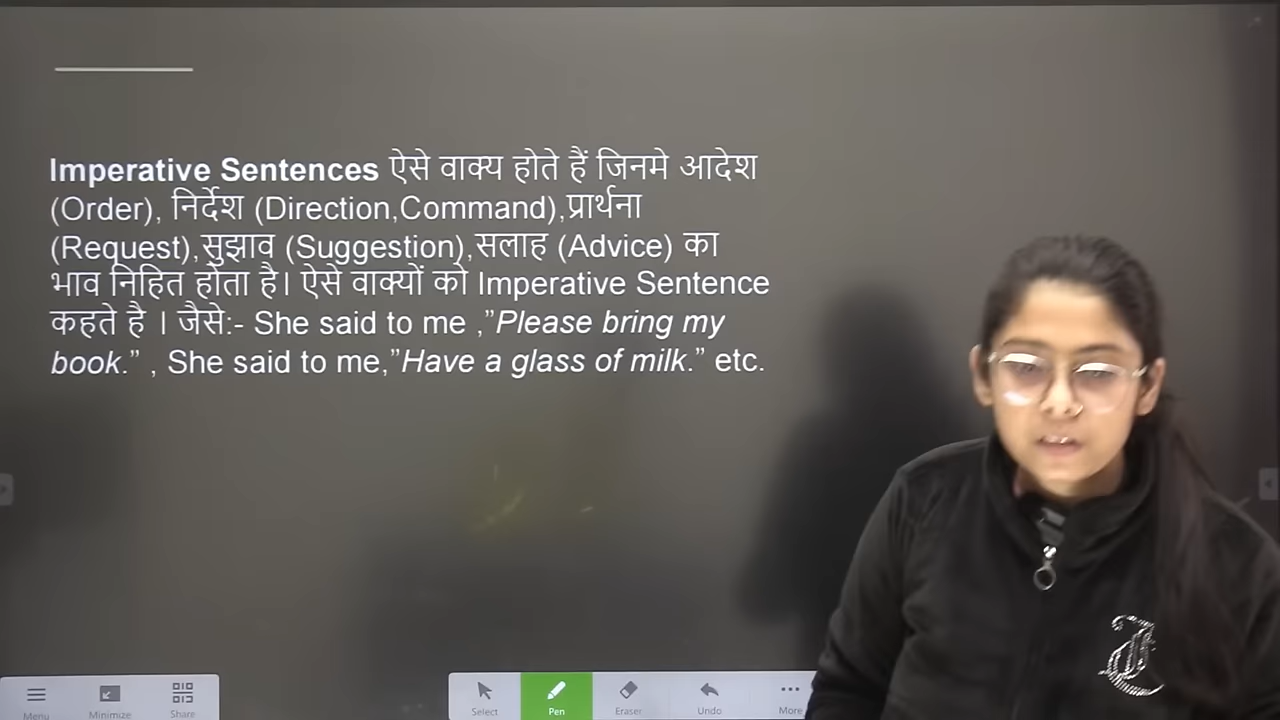 Imperative Sentences ऐसे वाक्य होते हैं जिनमे आदेश
(Order), निर्देश (Direction,Command),प्रार्थना
(Request),सुझाव (Suggestion),सलाह (Advice) का
भाव निहित होता है। ऐसे वाक्यों को Imperative Sentence
कहते है । जैसे:- She said to me ,”Please bring my
book.” , She said to me,”Have a glass of milk.” etc.
Menu
Minimize
Share
Select
Pen
Eraser
Undo
More